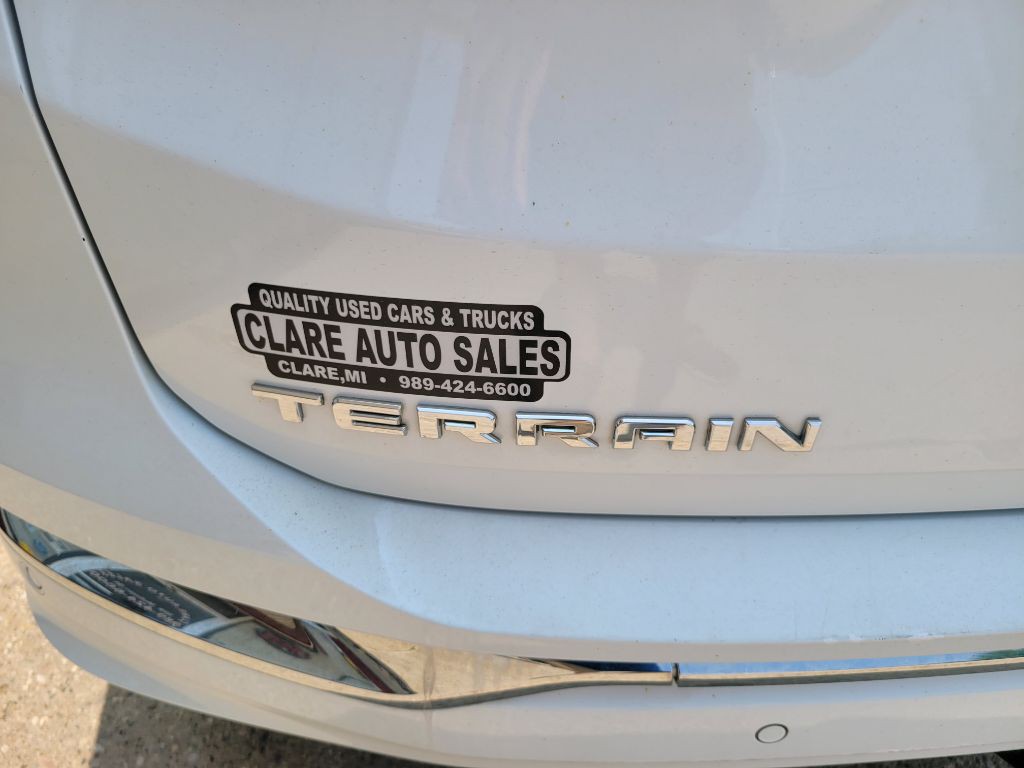 QUALITY USED CARS & TRUCKS
CLARE AUTO SALES
CLARE,MI • 989-424-6600
TERRAIN